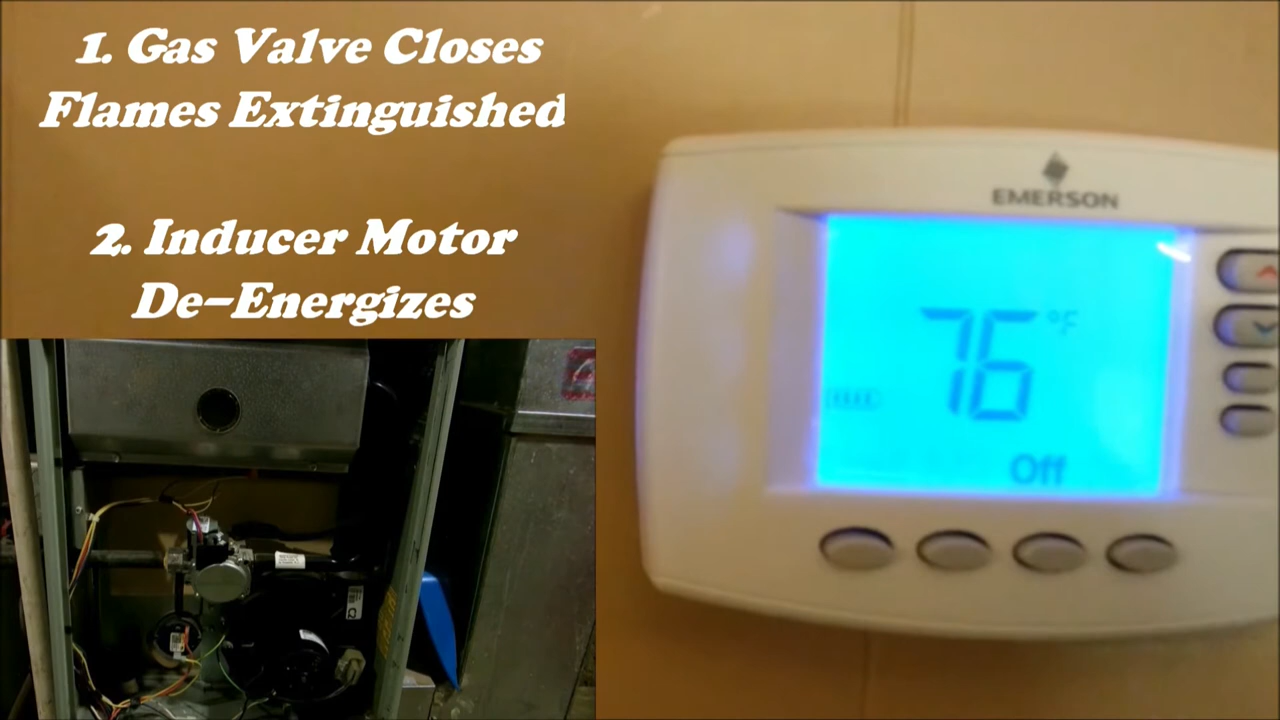 1. Gas Valve Closes
Flames Extinguished
2. Inducer Motor
De-Energizes
EMERSON
76 °F
Off